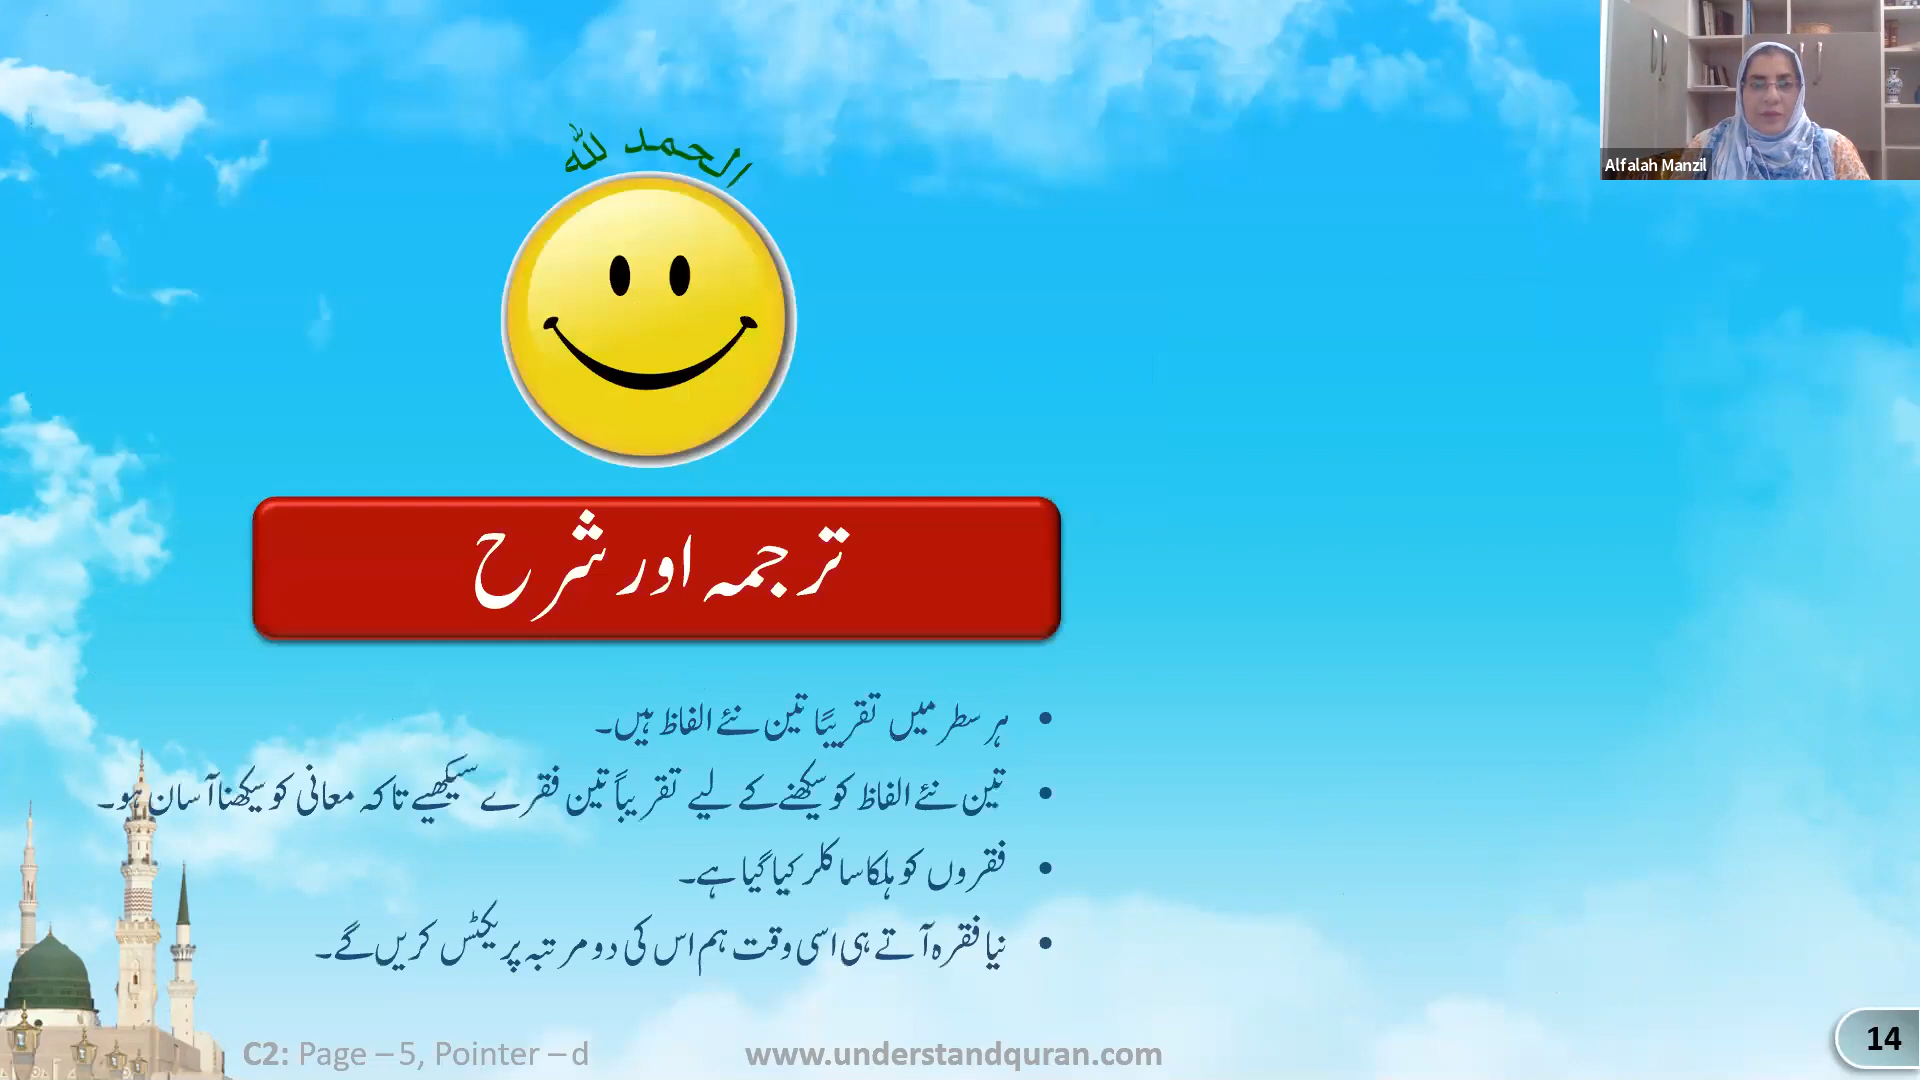 Alfalah Manzil
الحمد للہ
ترجمہ اور شرح
• ہر سطر میں تقریبًا تین نئے الفاظ ہیں۔
• تین نئے الفاظ کو سیکھنے کے لیے تقریباً تین فقرے سیکھیے تاکہ معانی کو سیکھنا آسان ہو۔
• فقروں کو ہلکا سا کلر کیا گیا ہے۔
• نیا فقرہ آتے ہی اسی وقت ہم اس کی دو مرتبہ پریکٹس کریں گے۔
C2: Page – 5, Pointer – d
www.understandquran.com
14